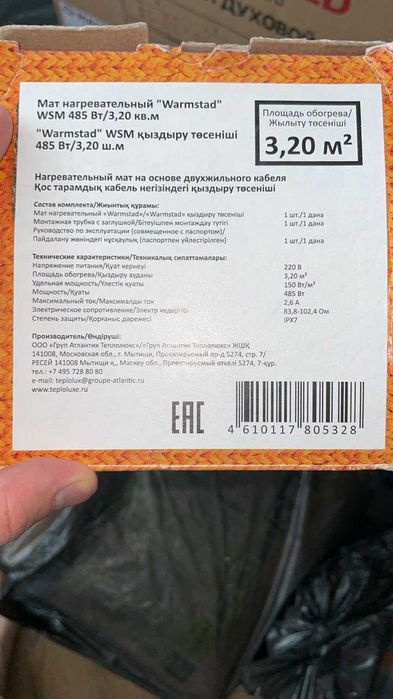 ДУХОВОЙ
Мат нагревательный "Warmstad"
WSM 485 Вт/3,20 кв.м
"Warmstad" WSM қыздыру төсеніші
485 Вт/3,20 ш.м
Площадь обогрева/
Жылыту төсеніші
3,20 м²
Нагревательный мат на основе двухжильного кабеля
Қос тарамдық кабель негізіндегі қыздыру төсеніші
Состав комплекта/Жиынтық құрамы:
Мат нагревательный «Warmstad»/«Warmstad» қыздыру төсеніші 1 шт./1 дана
Монтажная трубка с заглушкой/Бітеуішпен монтаждау түтігі 1 шт./1 дана
Руководство по эксплуатации (совмещенное с паспортом)/
Пайдалану жөніндегі нұсқаулық (паспортпен үйлестірілген) 1 шт./1 дана
Технические характеристики/Техникалық сипаттамалары:
Напряжение питания/Қуат кернеуі 220 В
Площадь обогрева/Қыздыру ауданы 3,20 м²
Удельная мощность/Үлестік қуаты 150 Вт/м²
Мощность/Қуаты 485 Вт
Максимальный ток/Максималды ток 2,6 А
Электрическое сопротивление/Электр кедергісі 83,8-102,4 Ом
Степень защиты/Қорғаныс дәрежесі IPX7
Производитель/Өндіруші:
ООО «Груп Атлантик Теплолюкс»/«Груп Атлантик Теплолюкс» ЖШҚ
141008, Московская обл., г. Мытищи, Проектируемый пр-д 5274, стр. 7/
РЕСЕЙ 141008 Мытищи қ., Мәскеу обл., Проектируемый өткелі 5274, 7-құр.
тел.: +7 495 728 80 80
e-mail: teploluxe@groupe-atlantic.ru
www.teploluxe.ru
EAC
4 610117 805328